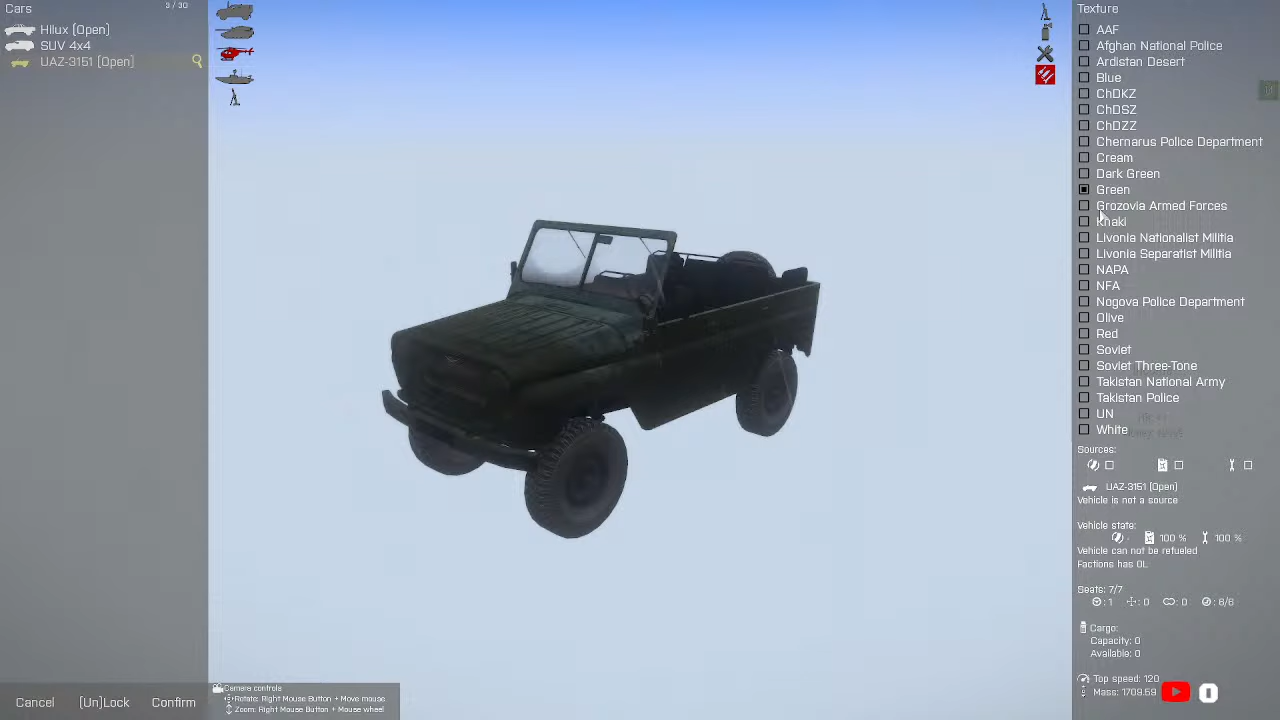 Cars
3 / 30
Hilux (Open)
SUV 4x4
UAZ-3151 (Open)
Texture
AAF
Afghan National Police
Ardistan Desert
Blue
ChDKZ
ChDSZ
ChDZZ
Chernarus Police Department
Cream
Dark Green
Green
Grozovia Armed Forces
Khaki
Livonia Nationalist Militia
Livonia Separatist Militia
NAPA
NFA
Nogova Police Department
Olive
Red
Soviet
Soviet Three-Tone
Takistan National Army
Takistan Police
UN
White
Sources:
UAZ-3151 (Open)
Vehicle is not a source
Vehicle state:
- 100 % 100 %
Vehicle can not be refueled
Factions has 0L
Seats: 7/7
: 1 : 0 : 0 : 6/6
Cargo:
Capacity: 0
Available: 0
Top speed: 120
Mass: 1709.59
Cancel
(Un)Lock
Confirm
Camera controls
Rotate: Right Mouse Button + Move mouse
Zoom: Right Mouse Button + Mouse wheel